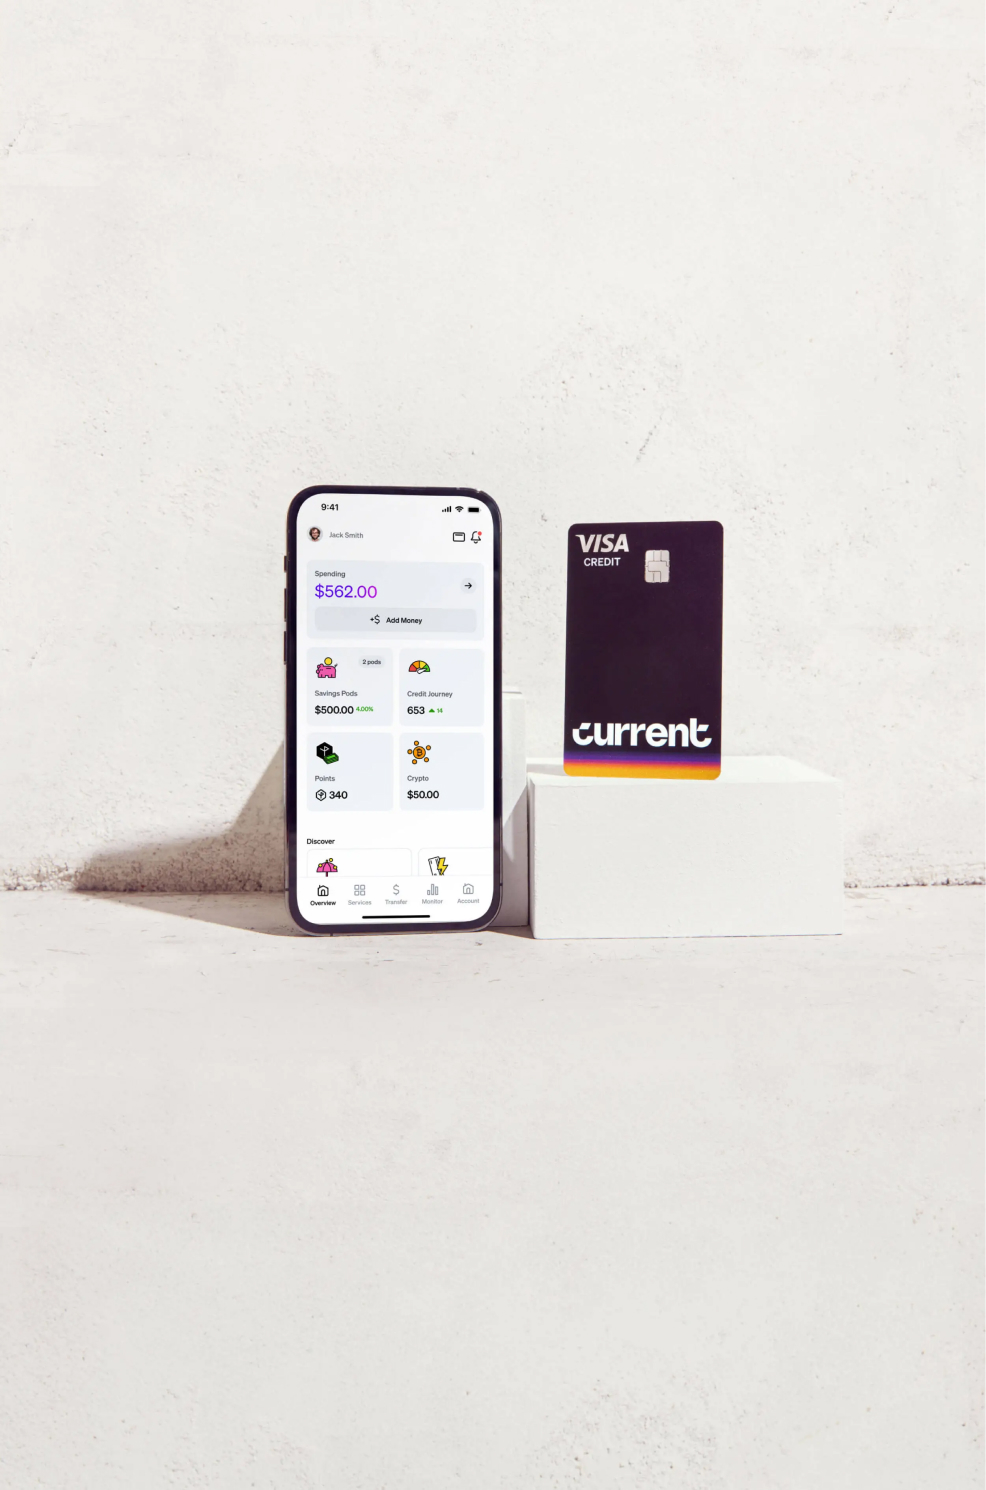 9:41
Jack Smith
Spending
$562.00
+$ Add Money
2 pods
Savings Pods
$500.00 4.00%
Credit Journey
653 14
Points
340
Crypto
$50.00
Discover
Overview Services Transfer Monitor Account
VISA
CREDIT
current